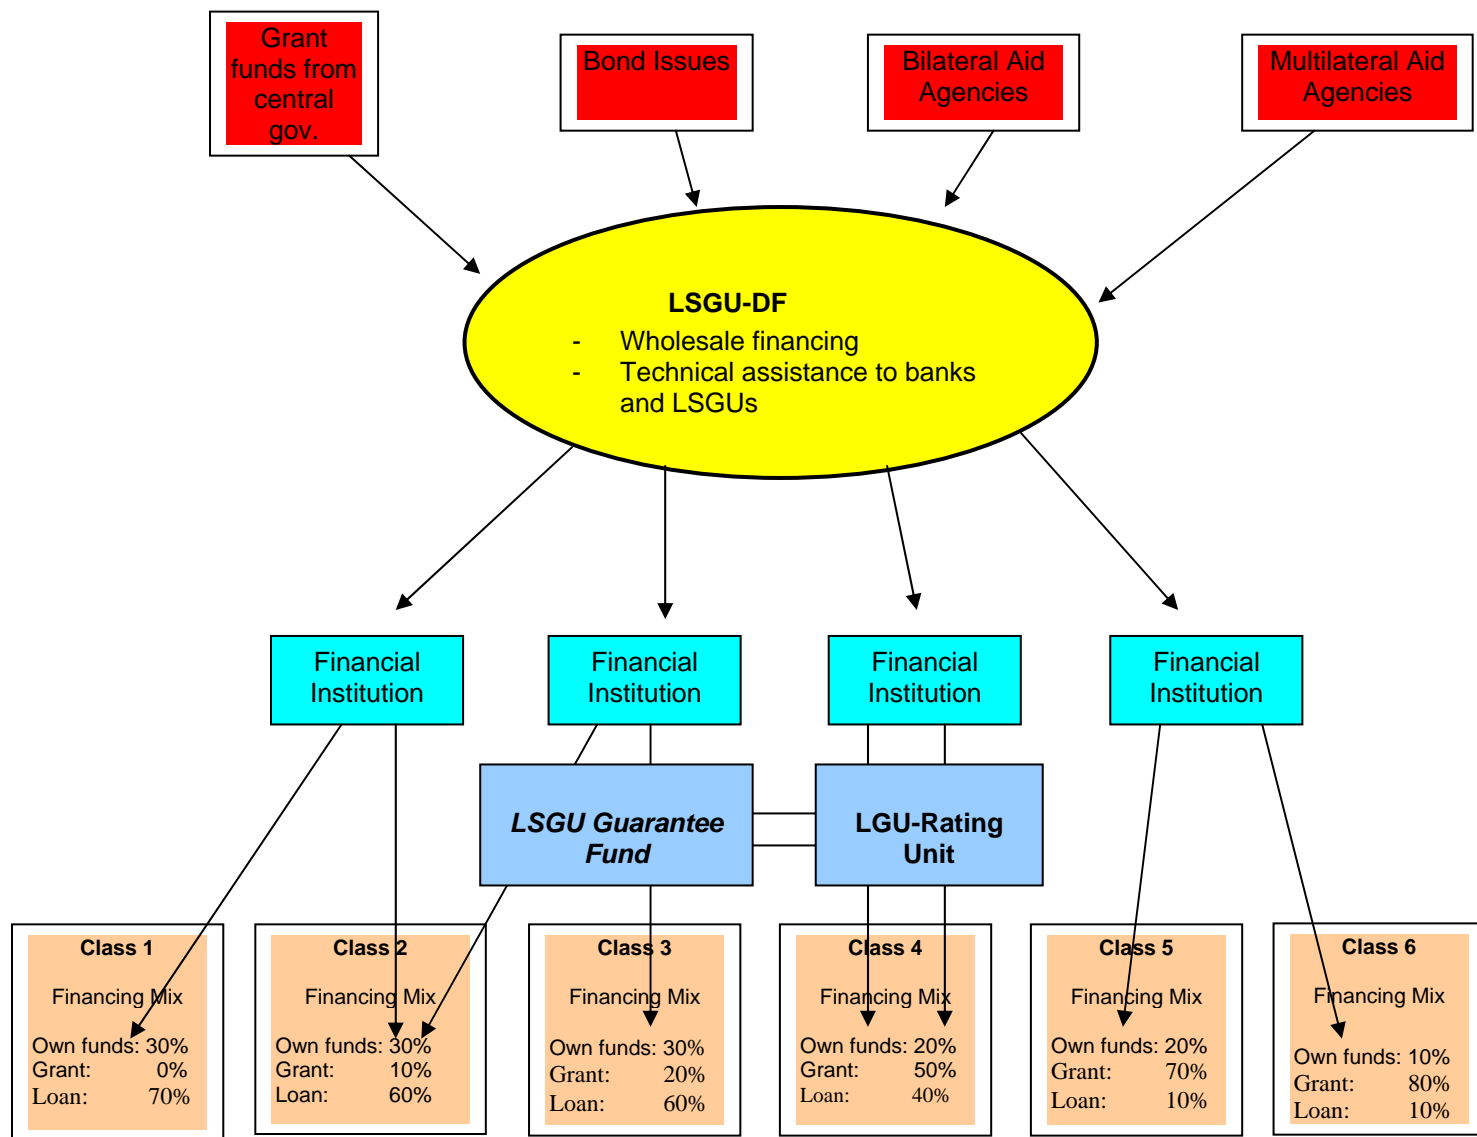 Grant
funds from
central
gov.
Bond Issues
Bilateral Aid
Agencies
Multilateral Aid
Agencies
LSGU-DF
- Wholesale financing
- Technical assistance to banks
and LSGUs
Financial
Institution
Financial
Institution
Financial
Institution
Financial
Institution
LSGU Guarantee
Fund
LGU-Rating
Unit
Class 1
Financing Mix
Own funds: 30%
Grant: 0%
Loan: 70%
Class 2
Financing Mix
Own funds: 30%
Grant: 10%
Loan: 60%
Class 3
Financing Mix
Own funds: 30%
Grant: 20%
Loan: 60%
Class 4
Financing Mix
Own funds: 20%
Grant: 50%
Loan: 40%
Class 5
Financing Mix
Own funds: 20%
Grant: 70%
Loan: 10%
Class 6
Financing Mix
Own funds: 10%
Grant: 80%
Loan: 10%